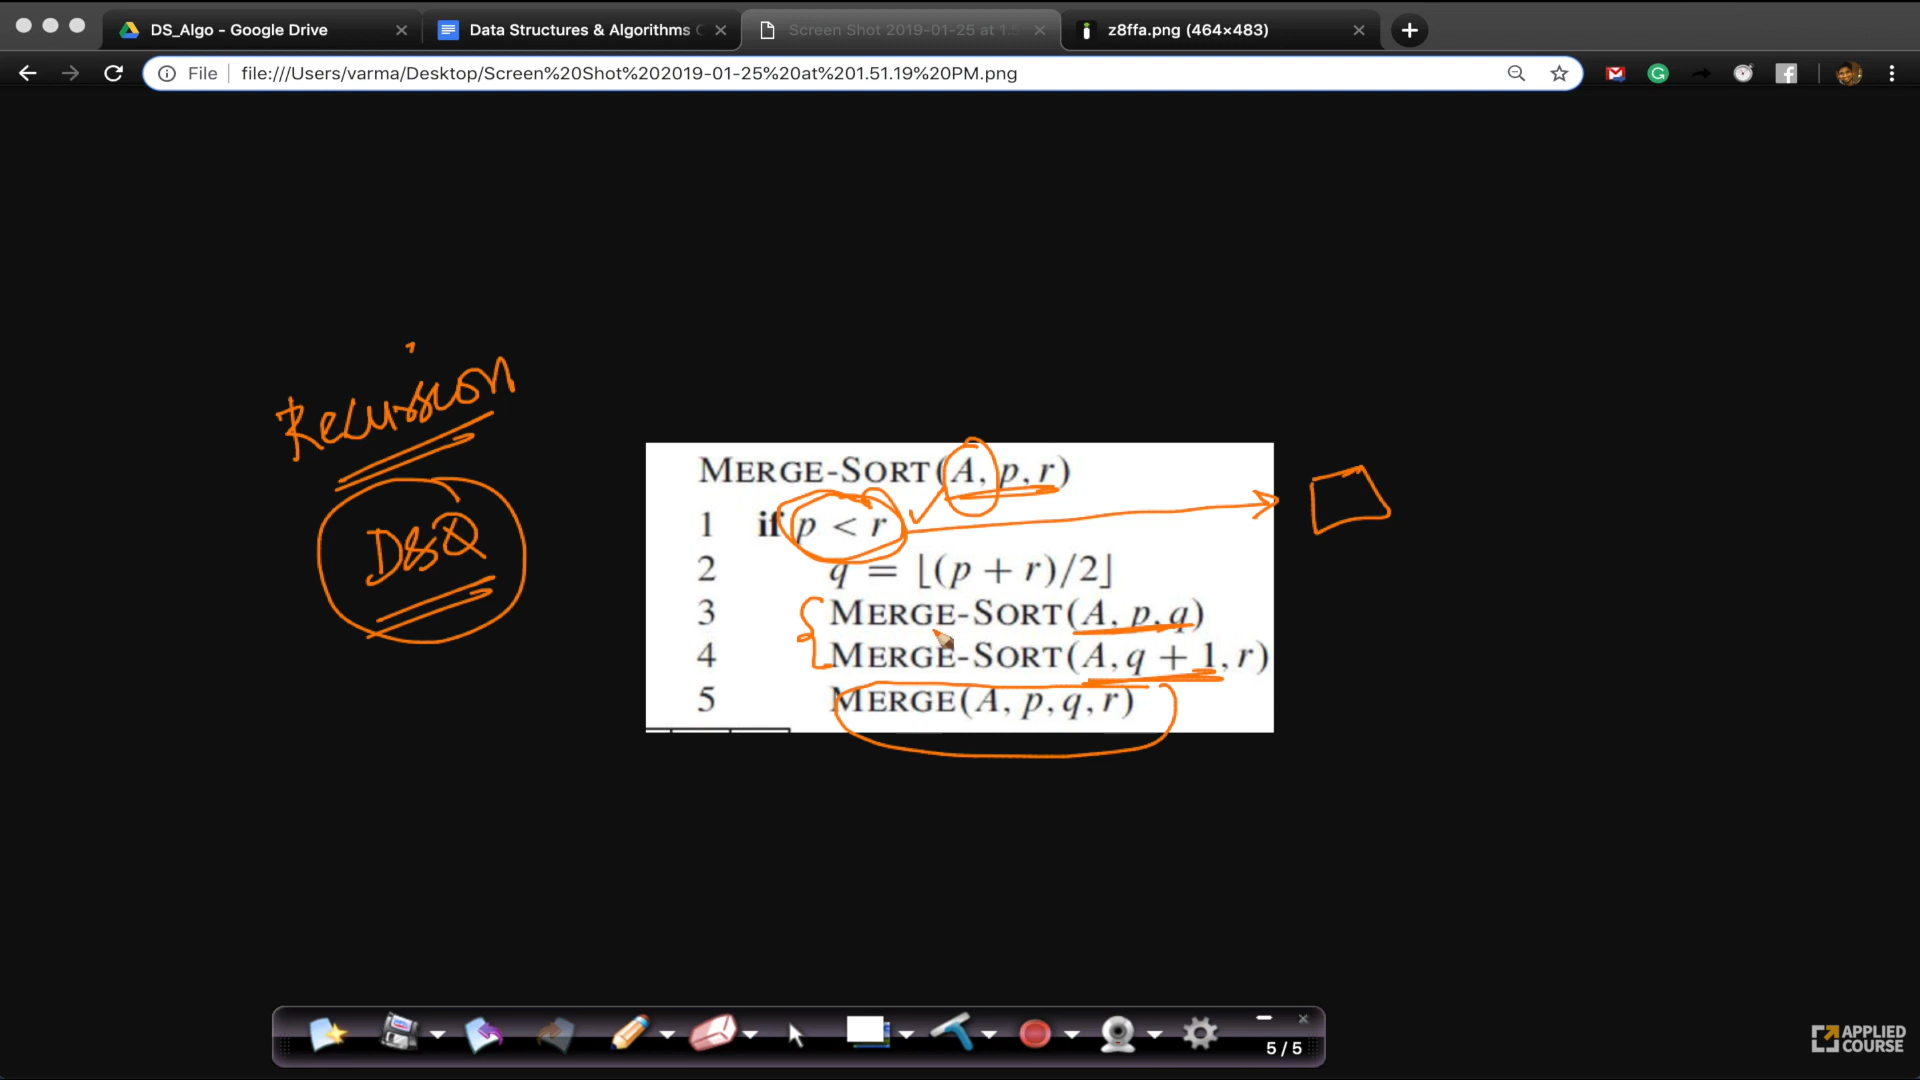 DS_Algo - Google Drive
Data Structures & Algorithms C
Screen Shot 2019-01-25 at 1.5
z8ffa.png (464×483)
File
file:///Users/varma/Desktop/Screen%20Shot%202019-01-25%20at%201.51.19%20PM.png
Recursion
D&Q
MERGE-SORT(A, p, r)
1 if p < r
2 q = ⌊(p + r)/2⌋
3 MERGE-SORT(A, p, q)
4 MERGE-SORT(A, q + 1, r)
5 MERGE(A, p, q, r)
5 / 5
APPLIED
COURSE